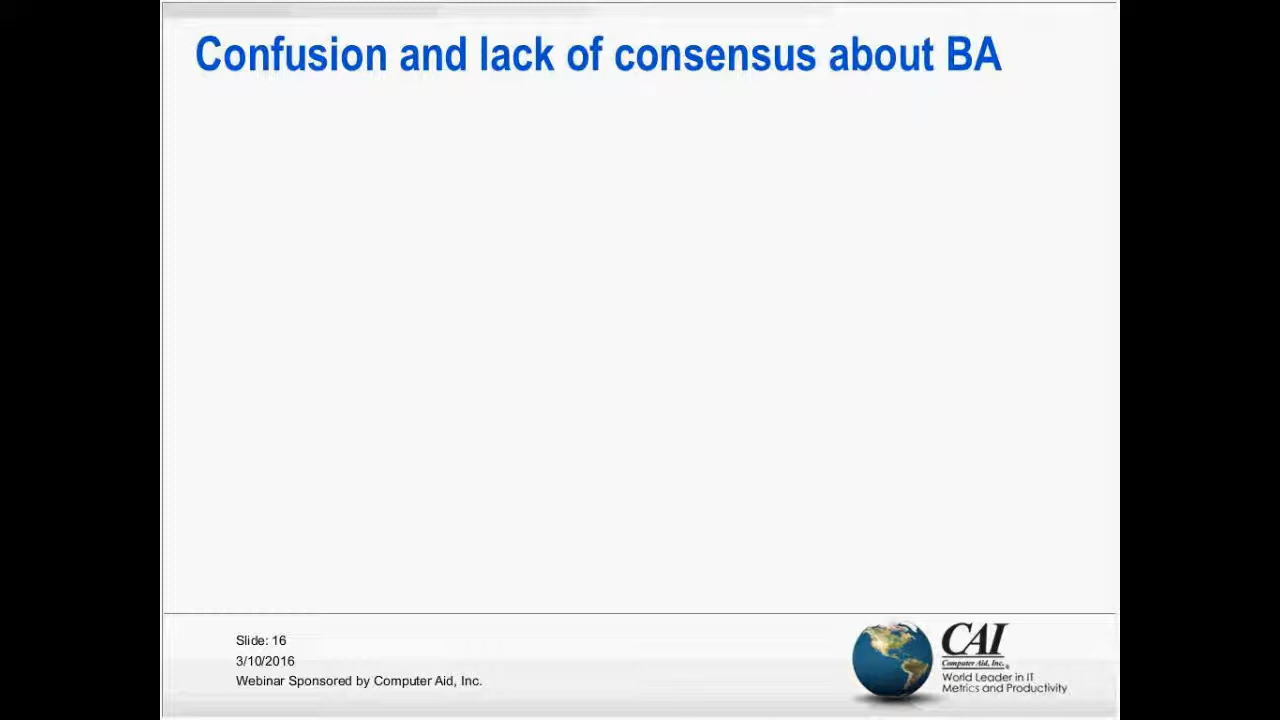 Confusion and lack of consensus about BA
Slide: 16
3/10/2016
Webinar Sponsored by Computer Aid, Inc.
CAI
Computer Aid, Inc.
World Leader in IT
Metrics and Productivity